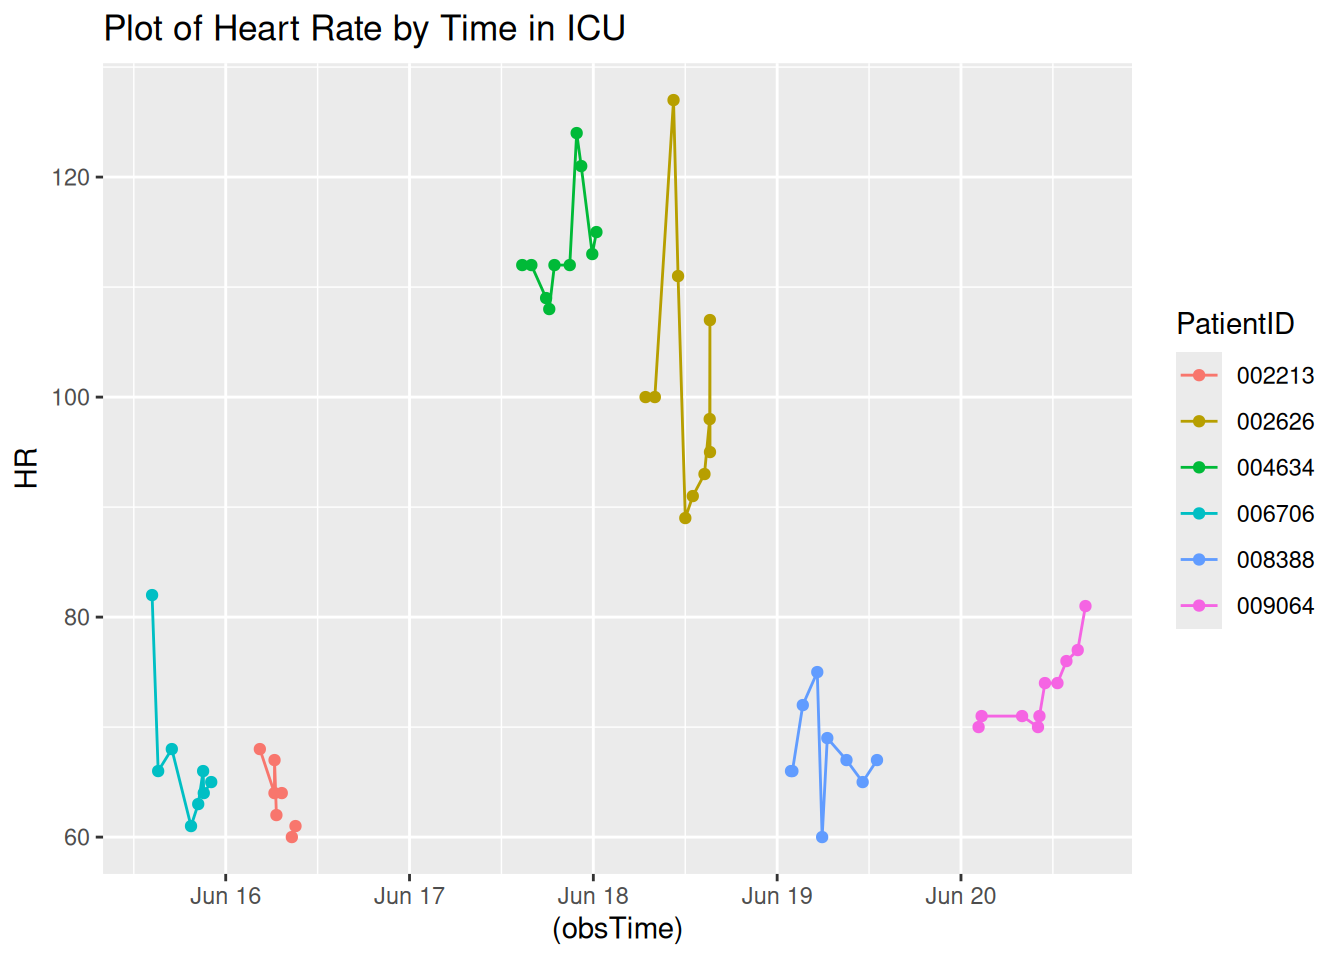 Plot of Heart Rate by Time in ICU
120
100
80
60
HR
Jun 16
Jun 17
Jun 18
Jun 19
Jun 20
(obsTime)
PatientID
002213
002626
004634
006706
008388
009064